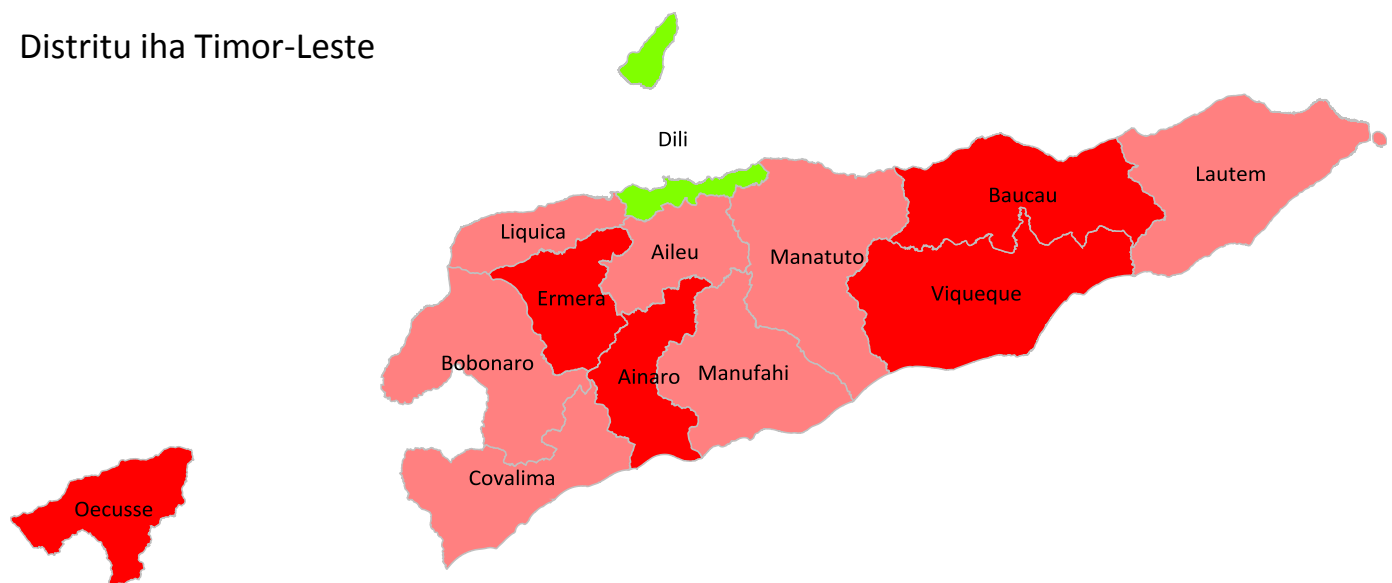 Distritu iha Timor-Leste
Dili
Lautem
Baucau
Liquica
Aileu
Manatuto
Ermera
Viqueque
Bobonaro
Ainaro
Manufahi
Covalima
Oecusse